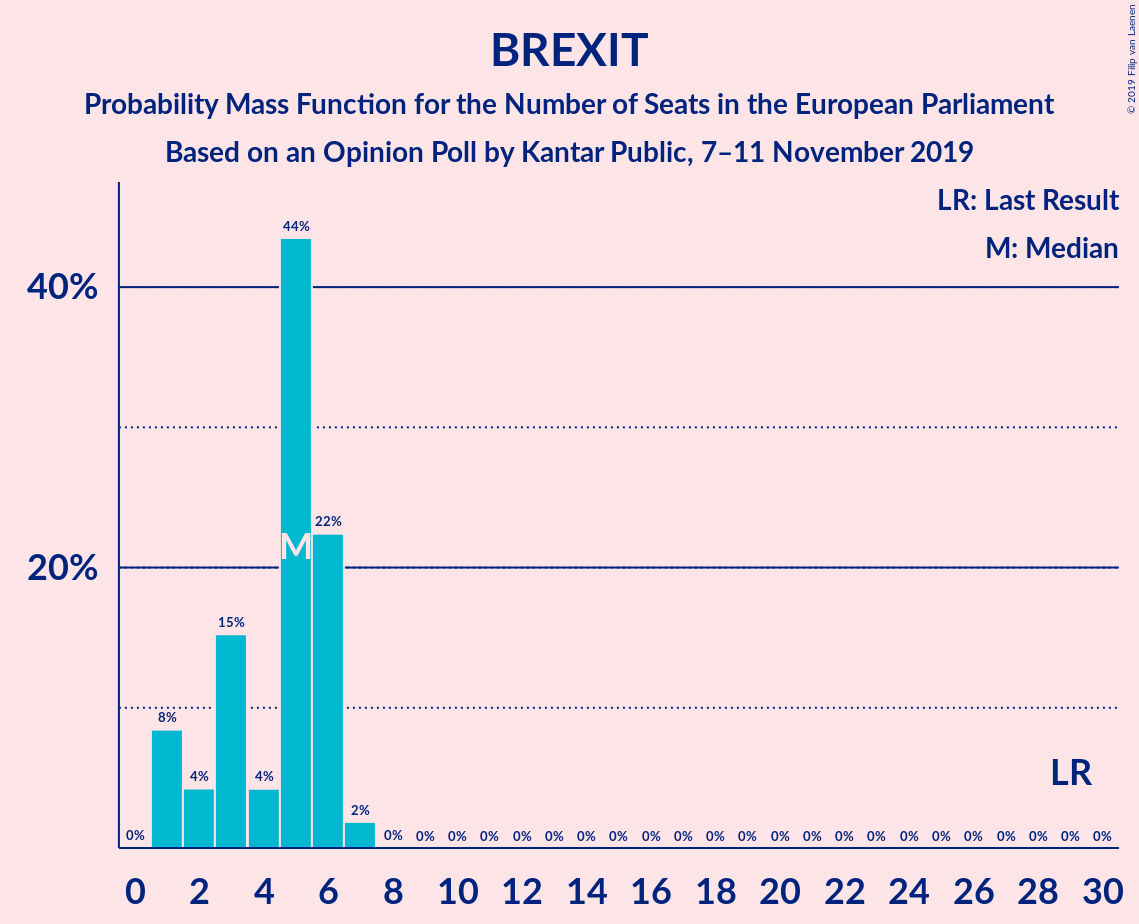 BREXIT
Probability Mass Function for the Number of Seats in the European Parliament
Based on an Opinion Poll by Kantar Public, 7–11 November 2019
© 2019 Filip van Laenen
LR: Last Result
M: Median
40%
20%
44%
22%
15%
8%
4%
4%
2%
M
LR
0%
0% 0% 0% 0% 0% 0% 0% 0% 0% 0% 0% 0% 0% 0% 0% 0% 0% 0% 0% 0% 0% 0% 0%
0 2 4 6 8 10 12 14 16 18 20 22 24 26 28 30